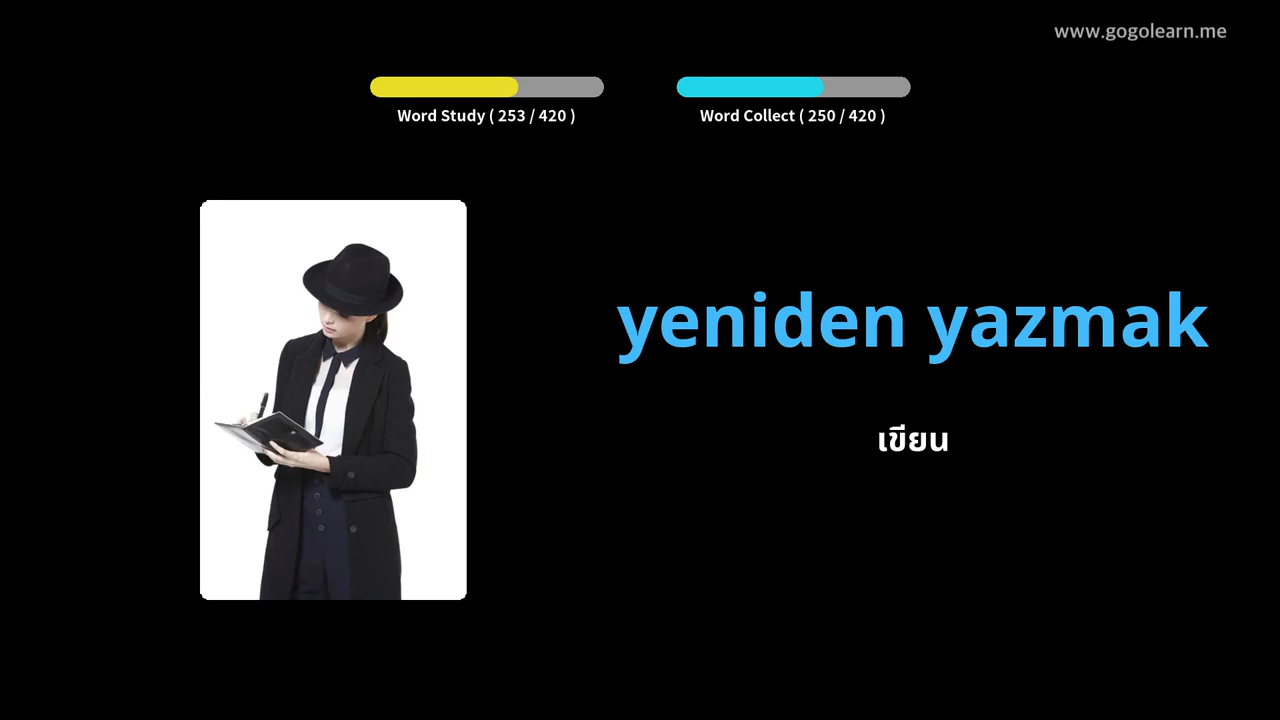 www.gogolearn.me
Word Study ( 253 / 420 )
Word Collect ( 250 / 420 )
yeniden yazmak
เขียน